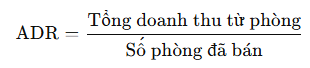 ADR = Tổng doanh thu từ phòng
Số phòng đã bán